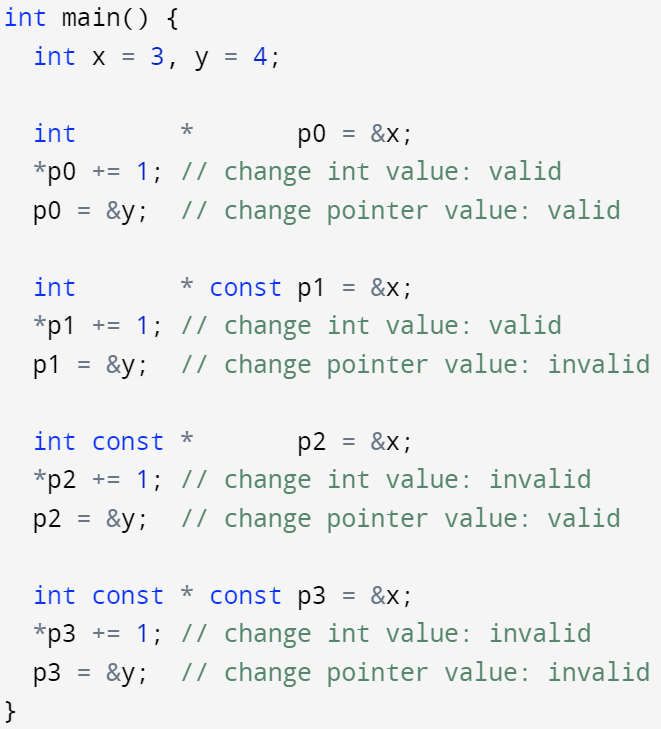 int main() {
  int x = 3, y = 4;

  int       *       p0 = &x;
  *p0 += 1; // change int value: valid
  p0 = &y;  // change pointer value: valid

  int       * const p1 = &x;
  *p1 += 1; // change int value: valid
  p1 = &y;  // change pointer value: invalid

  int const *       p2 = &x;
  *p2 += 1; // change int value: invalid
  p2 = &y;  // change pointer value: valid

  int const * const p3 = &x;
  *p3 += 1; // change int value: invalid
  p3 = &y;  // change pointer value: invalid
}